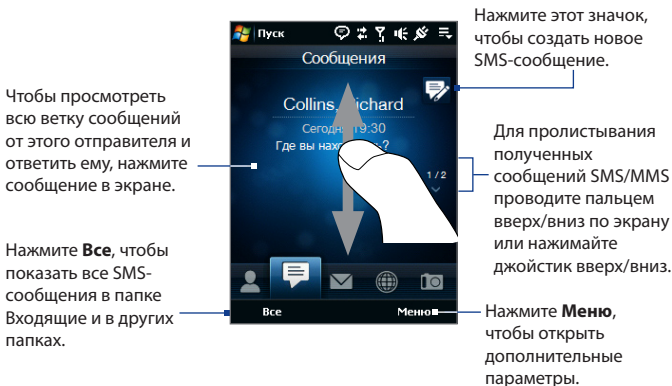 Пуск
Сообщения
Collins, Richard
Сегодня 19:30
Где вы
?
1 / 2
Все
Меню
Чтобы просмотреть
всю ветку сообщений
от этого отправителя и
ответить ему, нажмите
сообщение в экране.
Нажмите Все, чтобы
показать все SMS-
сообщения в папке
Входящие и в других
папках.
Нажмите этот значок,
чтобы создать новое
SMS-сообщение.
Для пролистывания
полученных
сообщений SMS/MMS
проводите пальцем
вверх/вниз по экрану
или нажимайте
джойстик вверх/вниз.
Нажмите Меню,
чтобы открыть
дополнительные
параметры.